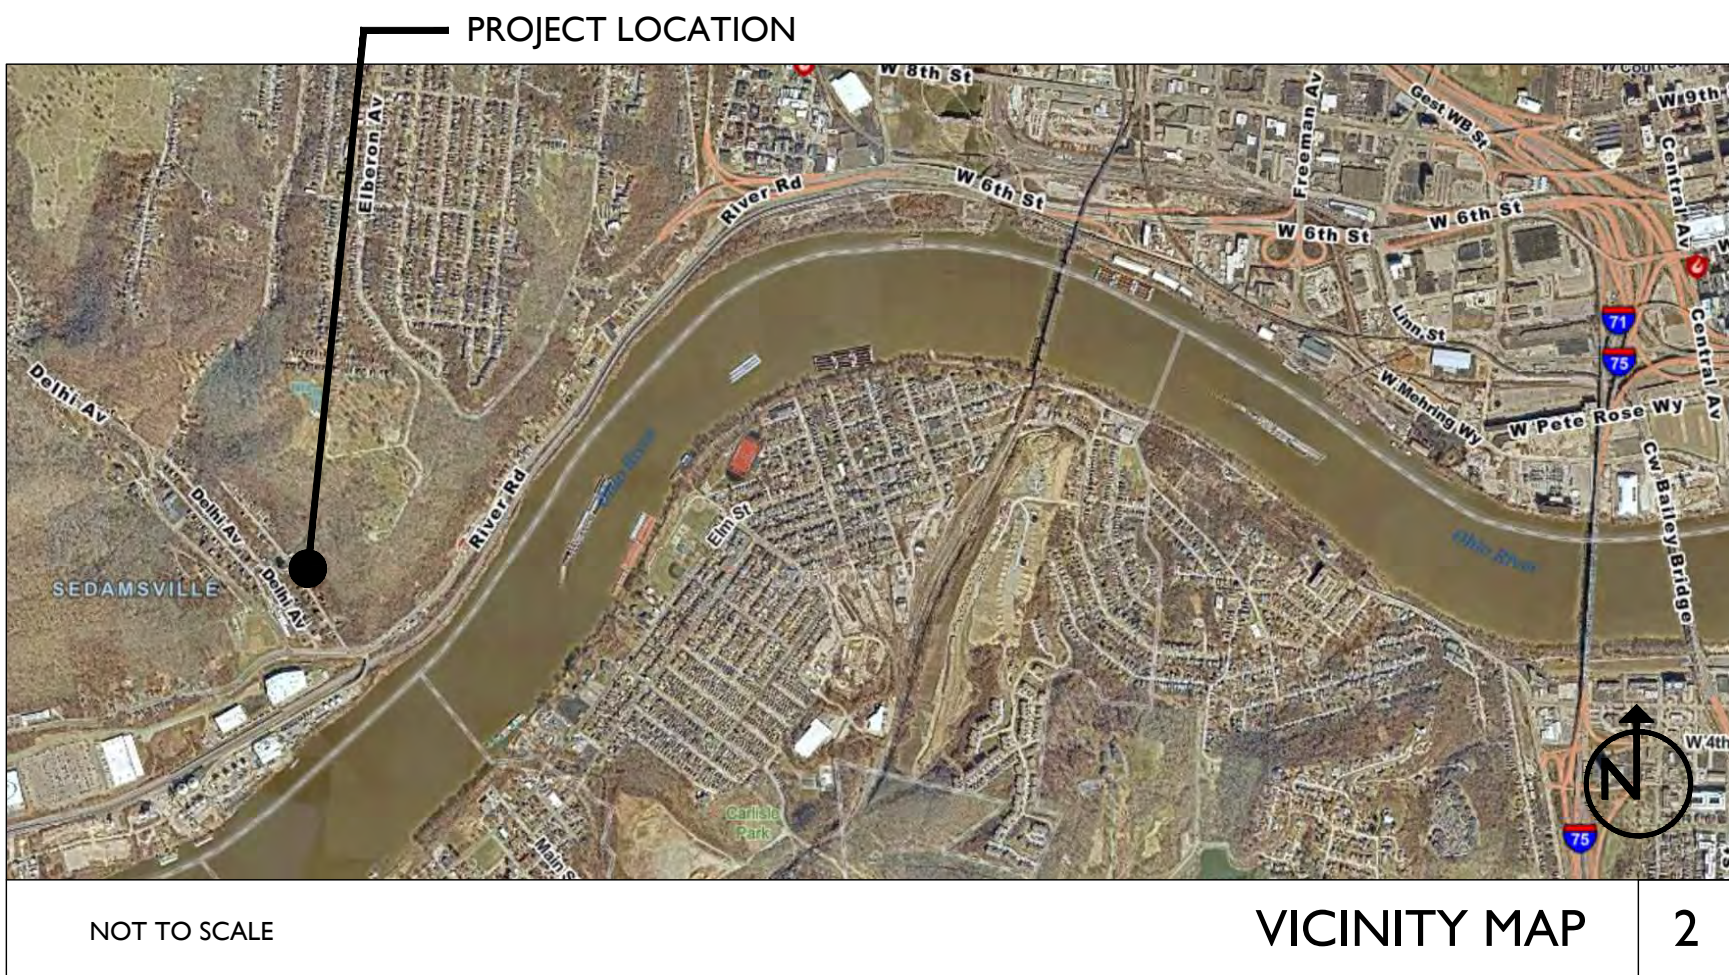 PROJECT LOCATION
W 8th St
W Court St
W 9th
Elberon Av
Freeman Av
Gest WB St
Central Av
River Rd
W 6th St
W 6th St
W 6th St
71
75
Linn St
Central Av
Delhi Av
W Mehring Wy
W Pete Rose Wy
Ohio River
River Rd
Delhi Av
Elm St
Cw Bailey Bridge
Ohio River
SEDAMSVILLE
Delhi Av
W 4th
N
Carlisle
Park
75
Main S
NOT TO SCALE
VICINITY MAP
2